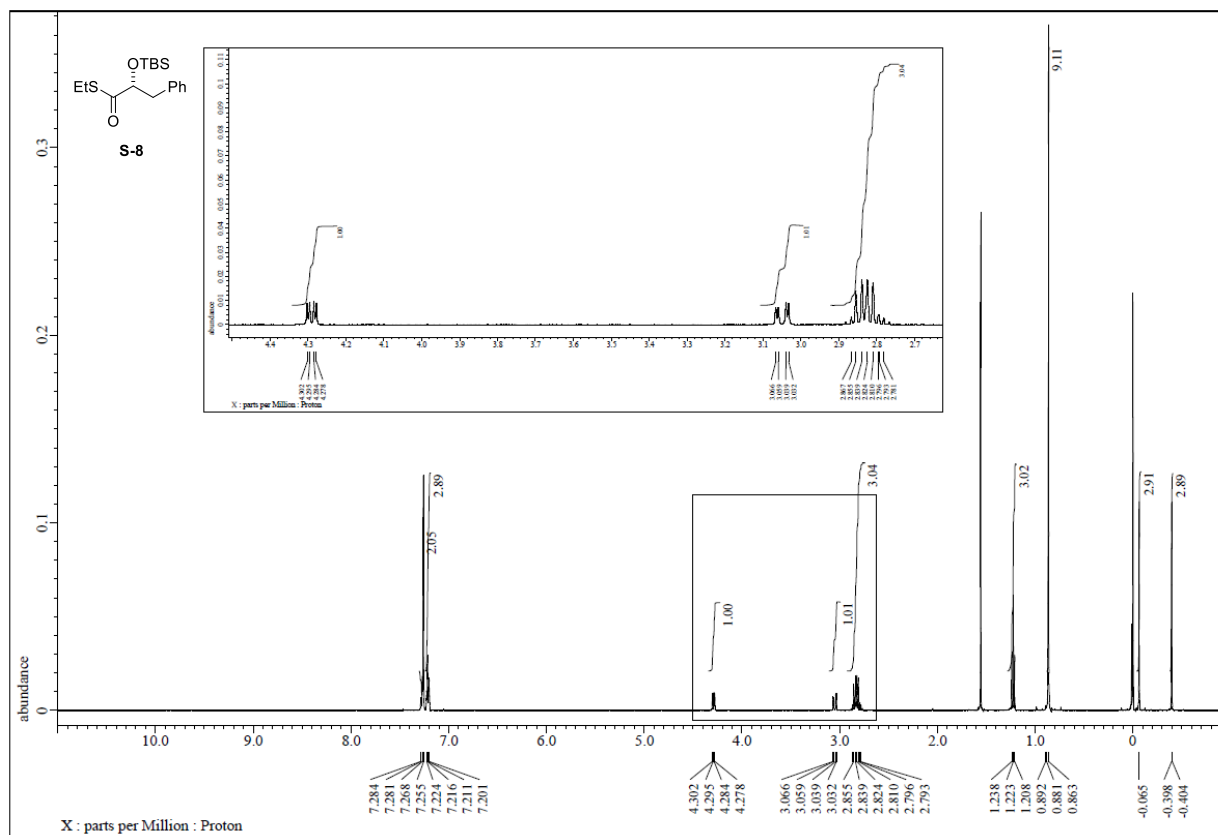 OTBS
EtS
Ph
O
S-8
abundance
0 0.01 0.02 0.03 0.04 0.05 0.06 0.07 0.08 0.09 0.1 0.11
1.00
1.01
3.04
4.4 4.3 4.2 4.1 4.0 3.9 3.8 3.7 3.6 3.5 3.4 3.3 3.2 3.1 3.0 2.9 2.8 2.7
4.302 4.295 4.284 4.278 3.066 3.059 3.039 3.032 2.867 2.855 2.839 2.824 2.810 2.796 2.793 2.781
X : parts per Million : Proton
9.11
2.89
2.05
1.00
1.01
3.04
3.02
2.91
2.89
abundance
0 0.1 0.2 0.3
10.0 9.0 8.0 7.0 6.0 5.0 4.0 3.0 2.0 1.0 0
7.284 7.281 7.268 7.255 7.224 7.216 7.211 7.201 4.302 4.295 4.284 4.278 3.066 3.059 3.039 3.032 2.855 2.839 2.824 2.810 2.796 2.793 1.238 1.223 1.208 0.892 0.881 0.863 -0.065 -0.398 -0.404
X : parts per Million : Proton